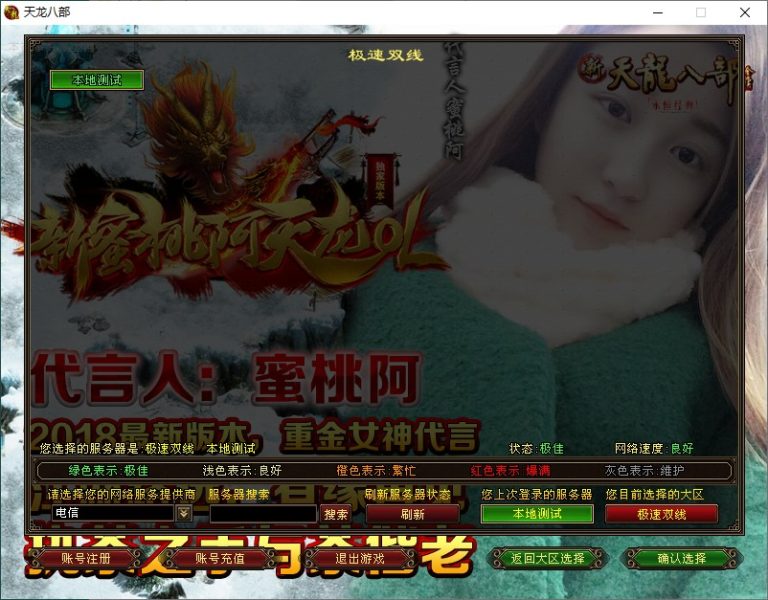 天龙八部
极速双线
本地测试
代言人蜜桃阿
新天龍八部
永恒经典
独家版本
新蜜桃阿天龙OL
代言人：蜜桃阿
2018最新版本，重金女神代言
您选择的服务器是:极速双线 本地测试 状态:极佳 网络速度:良好
绿色表示:极佳 浅色表示:良好 橙色表示:繁忙 红色表示:爆满 灰色表示:维护
请选择您的网络服务提供商 服务器搜索 刷新服务器状态 您上次登录的服务器 您目前选择的大区
电信 搜索 刷新 本地测试 极速双线
账号注册 账号充值 退出游戏 返回大区选择 确认选择